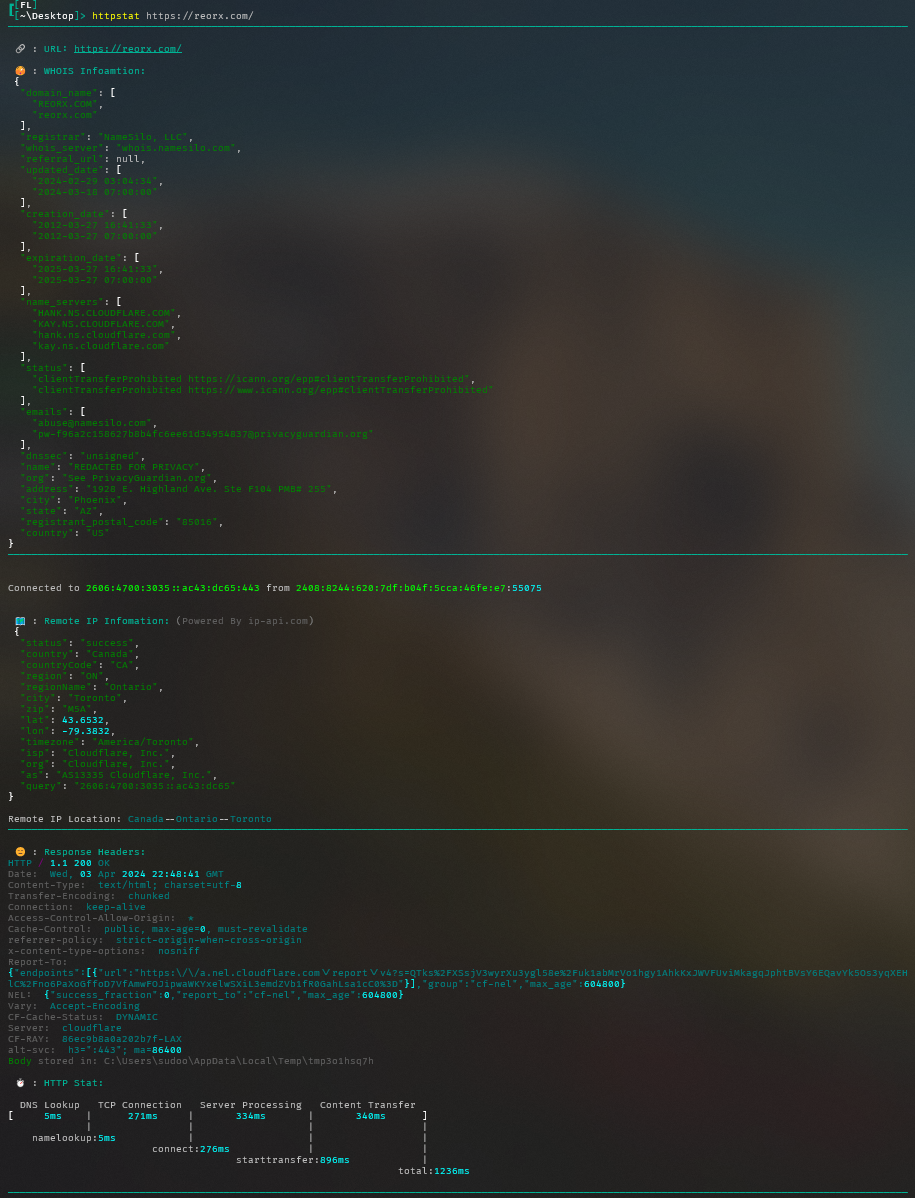 [FL]
[~\Desktop]> httpstat https://reorx.com/
🔗 : URL: https://reorx.com/
🍪 : WHOIS Infoamtion:
{
"domain_name": [
"REORX.COM",
"reorx.com"
],
"registrar": "NameSilo, LLC",
"whois_server": "whois.namesilo.com",
"referral_url": null,
"updated_date": [
"2024-02-29 03:04:34",
"2024-03-16 07:00:00"
],
"creation_date": [
"2012-03-27 16:41:33",
"2012-03-27 07:00:00"
],
"expiration_date": [
"2025-03-27 16:41:33",
"2025-03-27 07:00:00"
],
"name_servers": [
"HANK.NS.CLOUDFLARE.COM",
"KAY.NS.CLOUDFLARE.COM",
"hank.ns.cloudflare.com",
"kay.ns.cloudflare.com"
],
"status": [
"clientTransferProhibited https://icann.org/epp#clientTransferProhibited",
"clientTransferProhibited https://www.icann.org/epp#clientTransferProhibited"
],
"emails": [
"abuse@namesilo.com",
"pw-f96a2c158627b8b4fc6ee61d34954837@privacyguardian.org"
],
"dnssec": "unsigned",
"name": "REDACTED FOR PRIVACY",
"org": "See PrivacyGuardian.org",
"address": "1928 E. Highland Ave. Ste F104 PMB# 255",
"city": "Phoenix",
"state": "AZ",
"registrant_postal_code": "85016",
"country": "US"
}
Connected to 2606:4700:3035::ac43:dc65:443 from 2408:8244:620:7df:b04f:5cca:46fe:e7:55075
🗺️ : Remote IP Infomation: (Powered By ip-api.com)
{
"status": "success",
"country": "Canada",
"countryCode": "CA",
"region": "ON",
"regionName": "Ontario",
"city": "Toronto",
"zip": "M5A",
"lat": 43.6532,
"lon": -79.3832,
"timezone": "America/Toronto",
"isp": "Cloudflare, Inc.",
"org": "Cloudflare, Inc.",
"as": "AS13335 Cloudflare, Inc.",
"query": "2606:4700:3035::ac43:dc65"
}
Remote IP Location: Canada--Ontario--Toronto
😊 : Response Headers:
HTTP / 1.1 200 OK
Date: Wed, 03 Apr 2024 22:48:41 GMT
Content-Type: text/html; charset=utf-8
Transfer-Encoding: chunked
Connection: keep-alive
Access-Control-Allow-Origin: *
Cache-Control: public, max-age=0, must-revalidate
referrer-policy: strict-origin-when-cross-origin
x-content-type-options: nosniff
Report-To:
{"endpoints":[{"url":"https:\/\/a.nel.cloudflare.com\/report\/v4?s=QTks%2FXSsjV3wyrXu3yglS8e%2Fuk1abMrVo1hgy1AhkKxJWVFUviMkagqJphtBVsY6EQavYkSOs3yqXEH
lC%2Fno6PaXoGffoD7VfAmwFOJipwaWKYxelwSXiL3emdZVb1fR0GahLsa1cC0%3D"}],"group":"cf-nel","max_age":604800}
NEL: {"success_fraction":0,"report_to":"cf-nel","max_age":604800}
Vary: Accept-Encoding
CF-Cache-Status: DYNAMIC
Server: cloudflare
CF-RAY: 86ec9b8a0a202b7f-LAX
alt-svc: h3=":443"; ma=86400
Body stored in: C:\Users\sudoo\AppData\Local\Temp\tmp3o1hsq7h
⏱️ : HTTP Stat:
DNS Lookup TCP Connection Server Processing Content Transfer
[ 5ms | 271ms | 334ms | 340ms ]
| | | |
namelookup:5ms | | |
connect:276ms | |
starttransfer:896ms |
total:1236ms